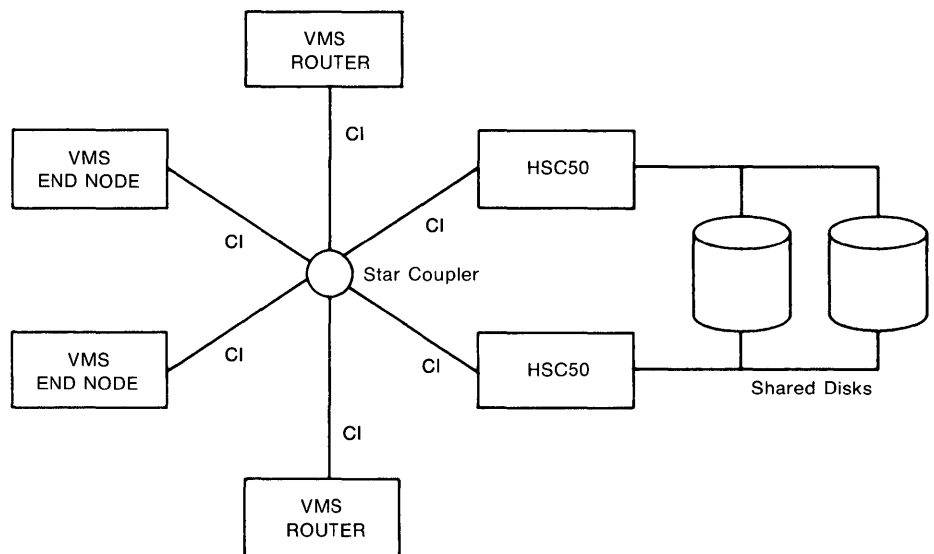 VMS
ROUTER
CI
VMS
END NODE
HSC50
CI
CI
Star Coupler
VMS
END NODE
CI
CI
HSC50
Shared Disks
CI
VMS
ROUTER